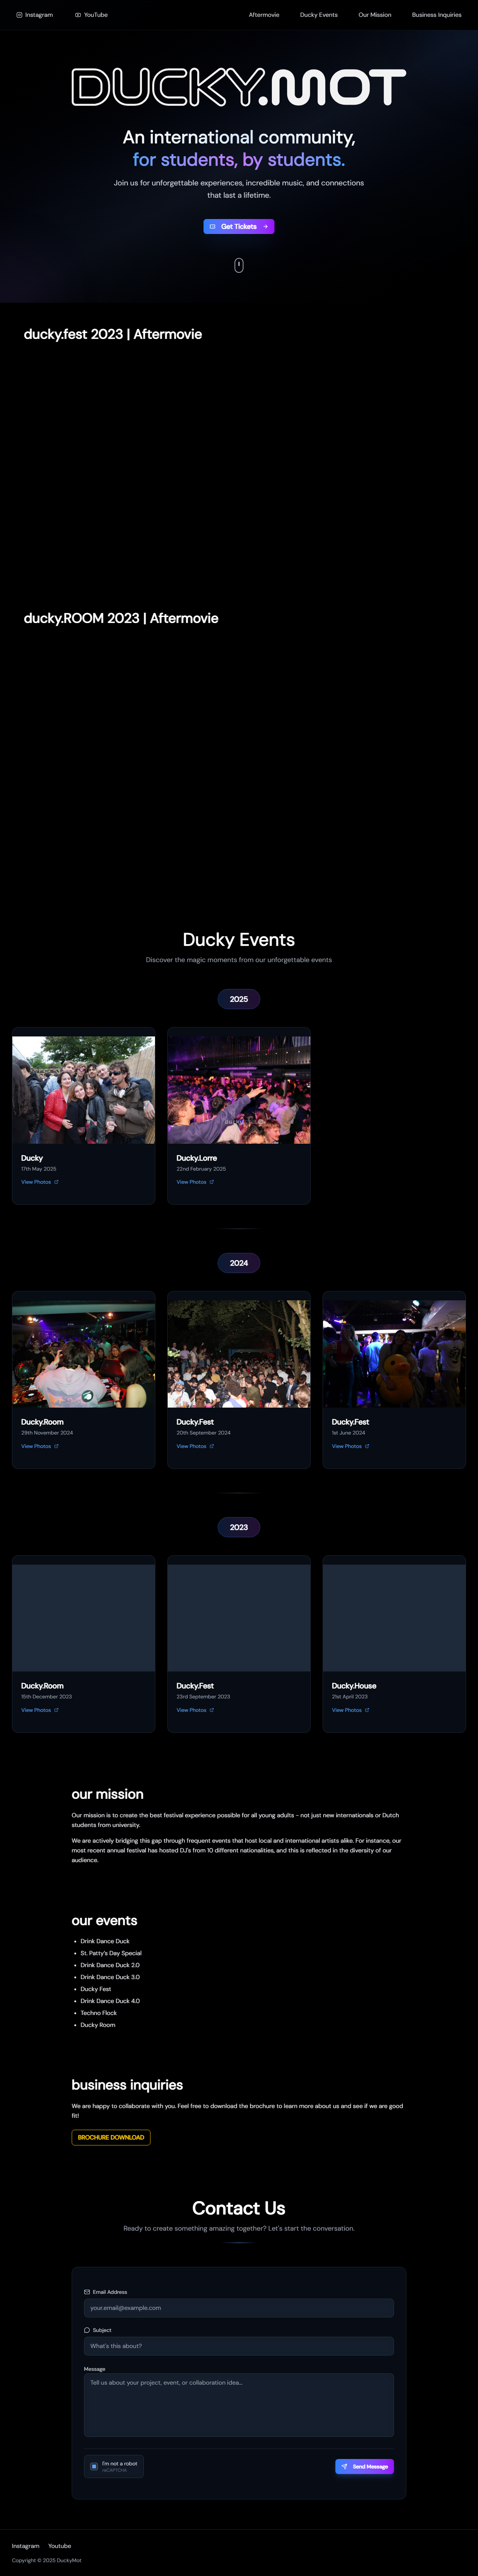 Instagram
YouTube
Aftermovie
Ducky Events
Our Mission
Business Inquiries
DUCKY.MOT
An international community,
for students, by students.
Join us for unforgettable experiences, incredible music, and connections
that last a lifetime.
Get Tickets
ducky.fest 2023 | Aftermovie
ducky.ROOM 2023 | Aftermovie
Ducky Events
Discover the magic moments from our unforgettable events
2025
Ducky
17th May 2025
View Photos
Ducky.Lorre
22nd February 2025
View Photos
2024
Ducky.Room
29th November 2024
View Photos
Ducky.Fest
20th September 2024
View Photos
Ducky.Fest
1st June 2024
View Photos
2023
Ducky.Room
15th December 2023
View Photos
Ducky.Fest
23rd September 2023
View Photos
Ducky.House
21st April 2023
View Photos
our mission
Our mission is to create the best festival experience possible for all young adults - not just new internationals or Dutch
students from university.
We are actively bridging this gap through frequent events that host local and international artists alike. For instance, our
most recent annual festival has hosted DJ's from 10 different nationalities, and this is reflected in the diversity of our
audience.
our events
• Drink Dance Duck
• St. Patty's Day Special
• Drink Dance Duck 2.0
• Drink Dance Duck 3.0
• Ducky Fest
• Drink Dance Duck 4.0
• Techno Flock
• Ducky Room
business inquiries
We are happy to collaborate with you. Feel free to download the brochure to learn more about us and see if we are good
fit!
BROCHURE DOWNLOAD
Contact Us
Ready to create something amazing together? Let's start the conversation.
Email Address
your.email@example.com
Subject
What's this about?
Message
Tell us about your project, event, or collaboration idea...
I'm not a robot
reCAPTCHA
Send Message
Instagram
Youtube
Copyright © 2025 DuckyMot